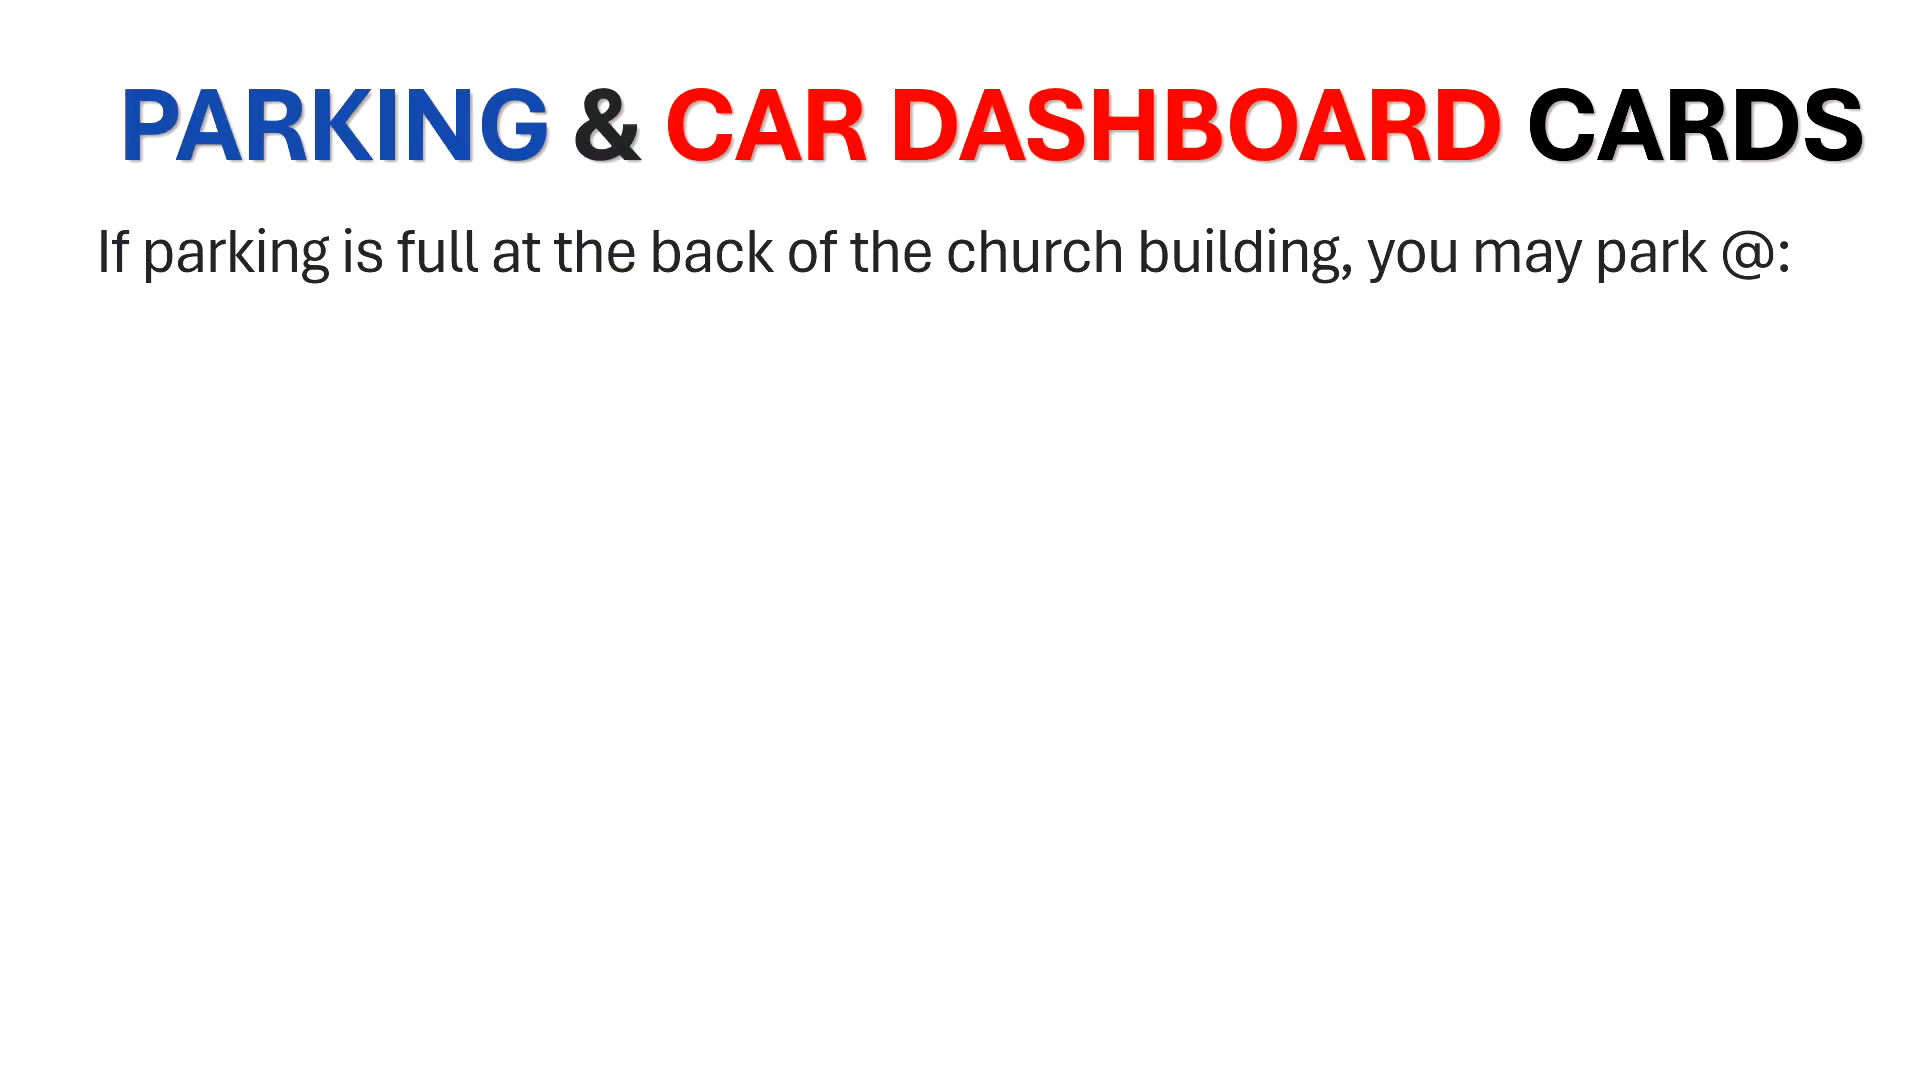 PARKING & CAR DASHBOARD CARDS
If parking is full at the back of the church building, you may park @: